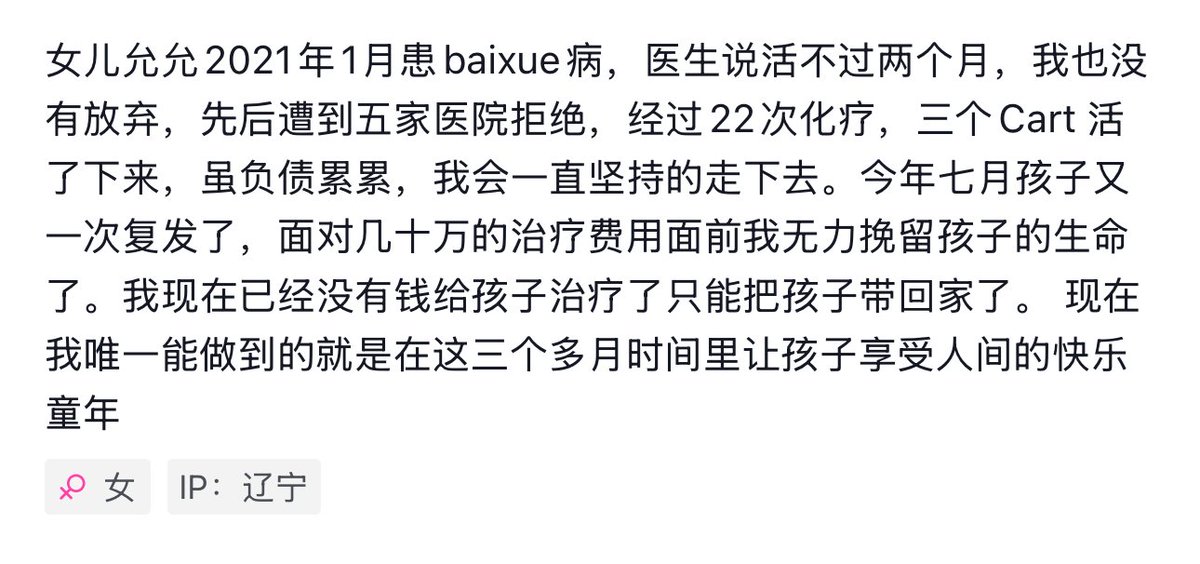 女儿允允2021年1月患baixue病，医生说活不过两个月，我也没
有放弃，先后遭到五家医院拒绝，经过22次化疗，三个Cart 活
了下来，虽负债累累，我会一直坚持的走下去。今年七月孩子又
一次复发了，面对几十万的治疗费用面前我无力挽留孩子的生命
了。我现在已经没有钱给孩子治疗了只能把孩子带回家了。 现在
我唯一能做到的就是在这三个多月时间里让孩子享受人间的快乐
童年
女 IP：辽宁